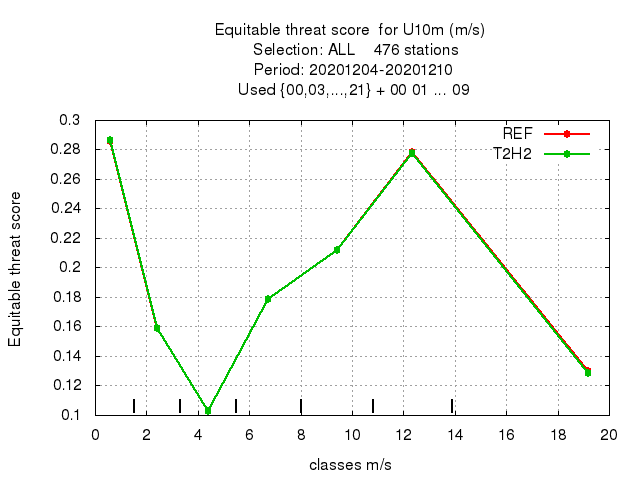 Equitable threat score  for U10m (m/s)
Selection: ALL    476 stations
Period: 20201204-20201210
Used {00,03,...,21} + 00 01 ... 09
REF
T2H2
Equitable threat score
0.3
0.28
0.26
0.24
0.22
0.2
0.18
0.16
0.14
0.12
0.1
0 2 4 6 8 10 12 14 16 18 20
classes m/s